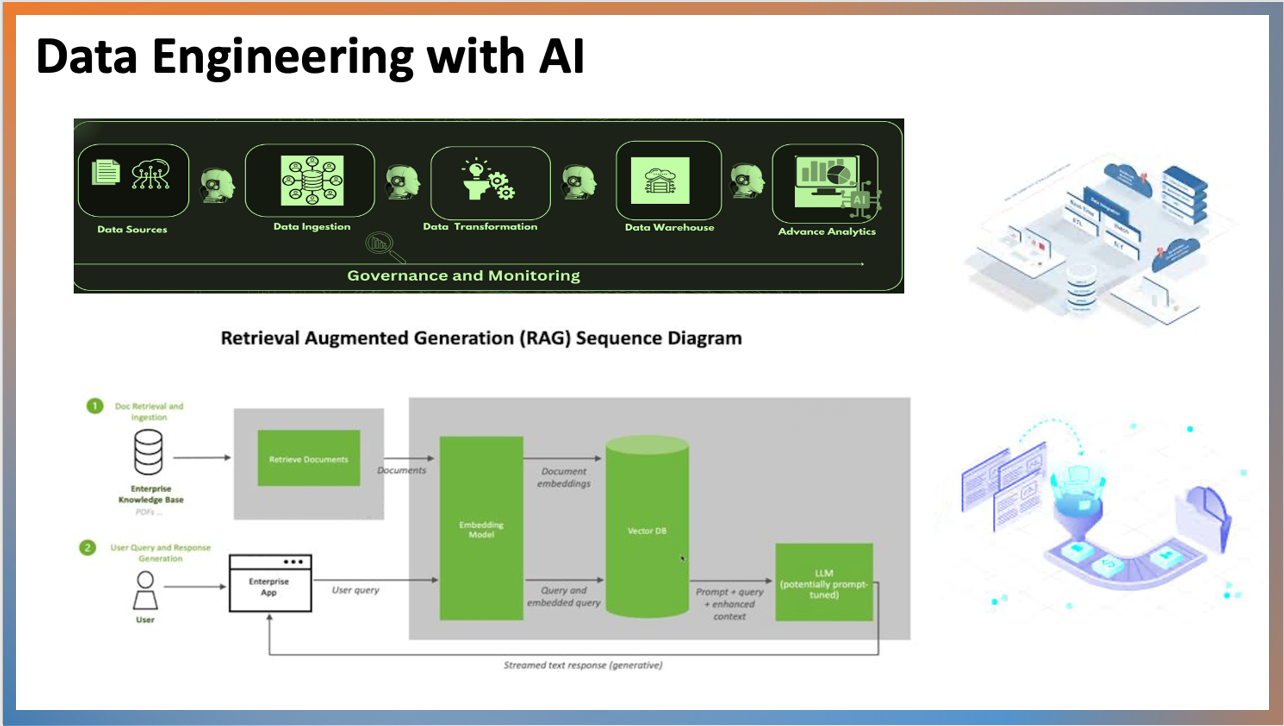 Data Engineering with AI
Data Sources
Data Ingestion
Data Transformation
Data Warehouse
AI
Advance Analytics
Governance and Monitoring
Retrieval Augmented Generation (RAG) Sequence Diagram
1
Doc Retrieval and
Ingestion
Enterprise
Knowledge Base
PDFs ...
Retrieve Documents
Documents
Embedding
Model
Document
embeddings
Vector DB
2
User Query and Response
Generation
User
Enterprise
App
User query
Query and
embedded query
Prompt + query
+ enhanced
context
LLM
(potentially prompt-
tuned)
Streamed text response (generative)
Data Integration
ETL
ELT